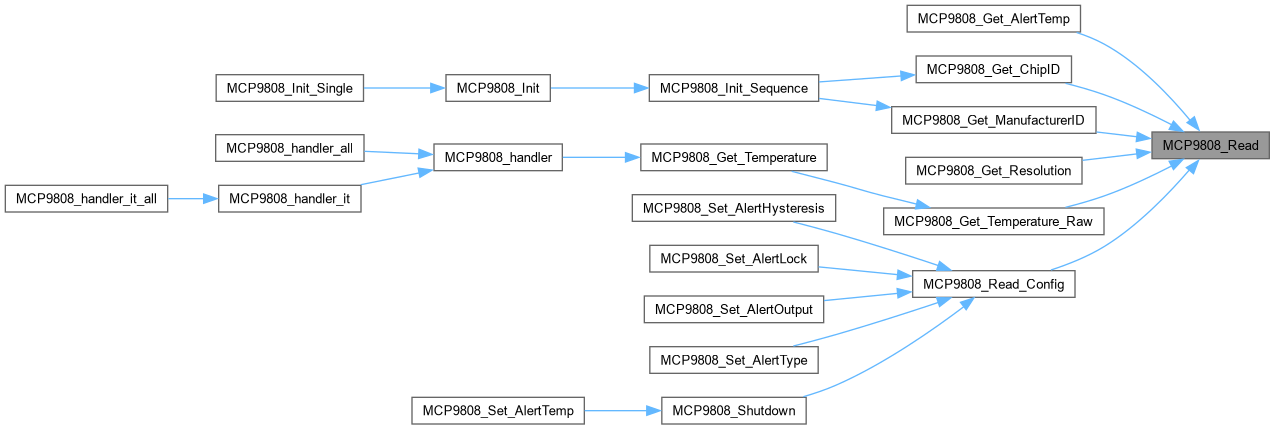 MCP9808_Get_AlertTemp
MCP9808_Get_ChipID
MCP9808_Init_Single
MCP9808_Init
MCP9808_Init_Sequence
MCP9808_Get_ManufacturerID
MCP9808_Read
MCP9808_handler_all
MCP9808_handler
MCP9808_Get_Temperature
MCP9808_Get_Resolution
MCP9808_handler_it_all
MCP9808_handler_it
MCP9808_Set_AlertHysteresis
MCP9808_Get_Temperature_Raw
MCP9808_Set_AlertLock
MCP9808_Read_Config
MCP9808_Set_AlertOutput
MCP9808_Set_AlertType
MCP9808_Set_AlertTemp
MCP9808_Shutdown